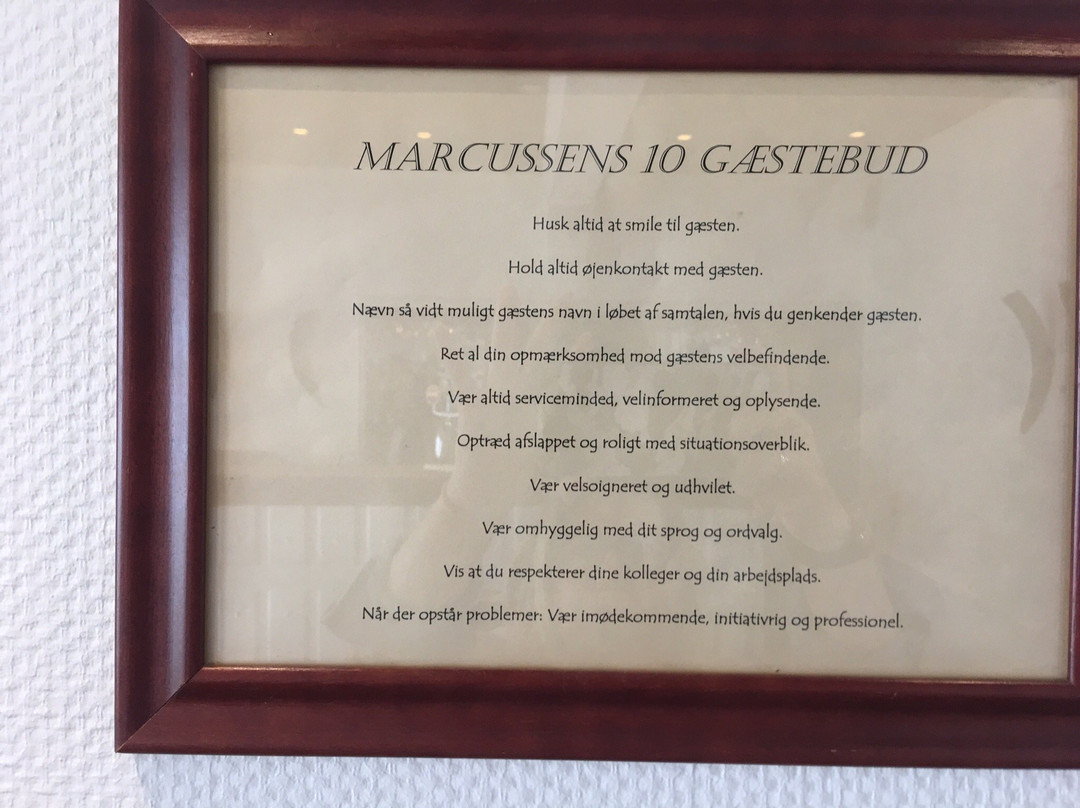 MARCUSSENS 10 GÆSTEBUD
Husk altid at smile til gæsten.
Hold altid øjenkontakt med gæsten.
Nævn så vidt muligt gæstens navn i løbet af samtalen, hvis du genkender gæsten.
Ret al din opmærksomhed mod gæstens velbefindende.
Vær altid serviceminded, velinformeret og oplysende.
Optræd afslappet og roligt med situationsoverblik.
Vær velsoigneret og udhvilet.
Vær omhyggelig med dit sprog og ordvalg.
Vis at du respekterer dine kolleger og din arbejdsplads.
Når der opstår problemer: Vær imødekommende, initiativrig og professionel.